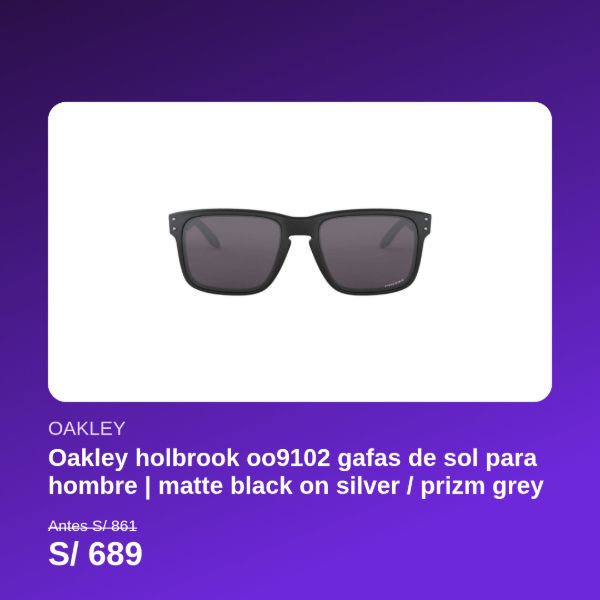 OAKLEY
Oakley holbrook oo9102 gafas de sol para
hombre | matte black on silver / prizm grey
Antes S/ 861
S/ 689